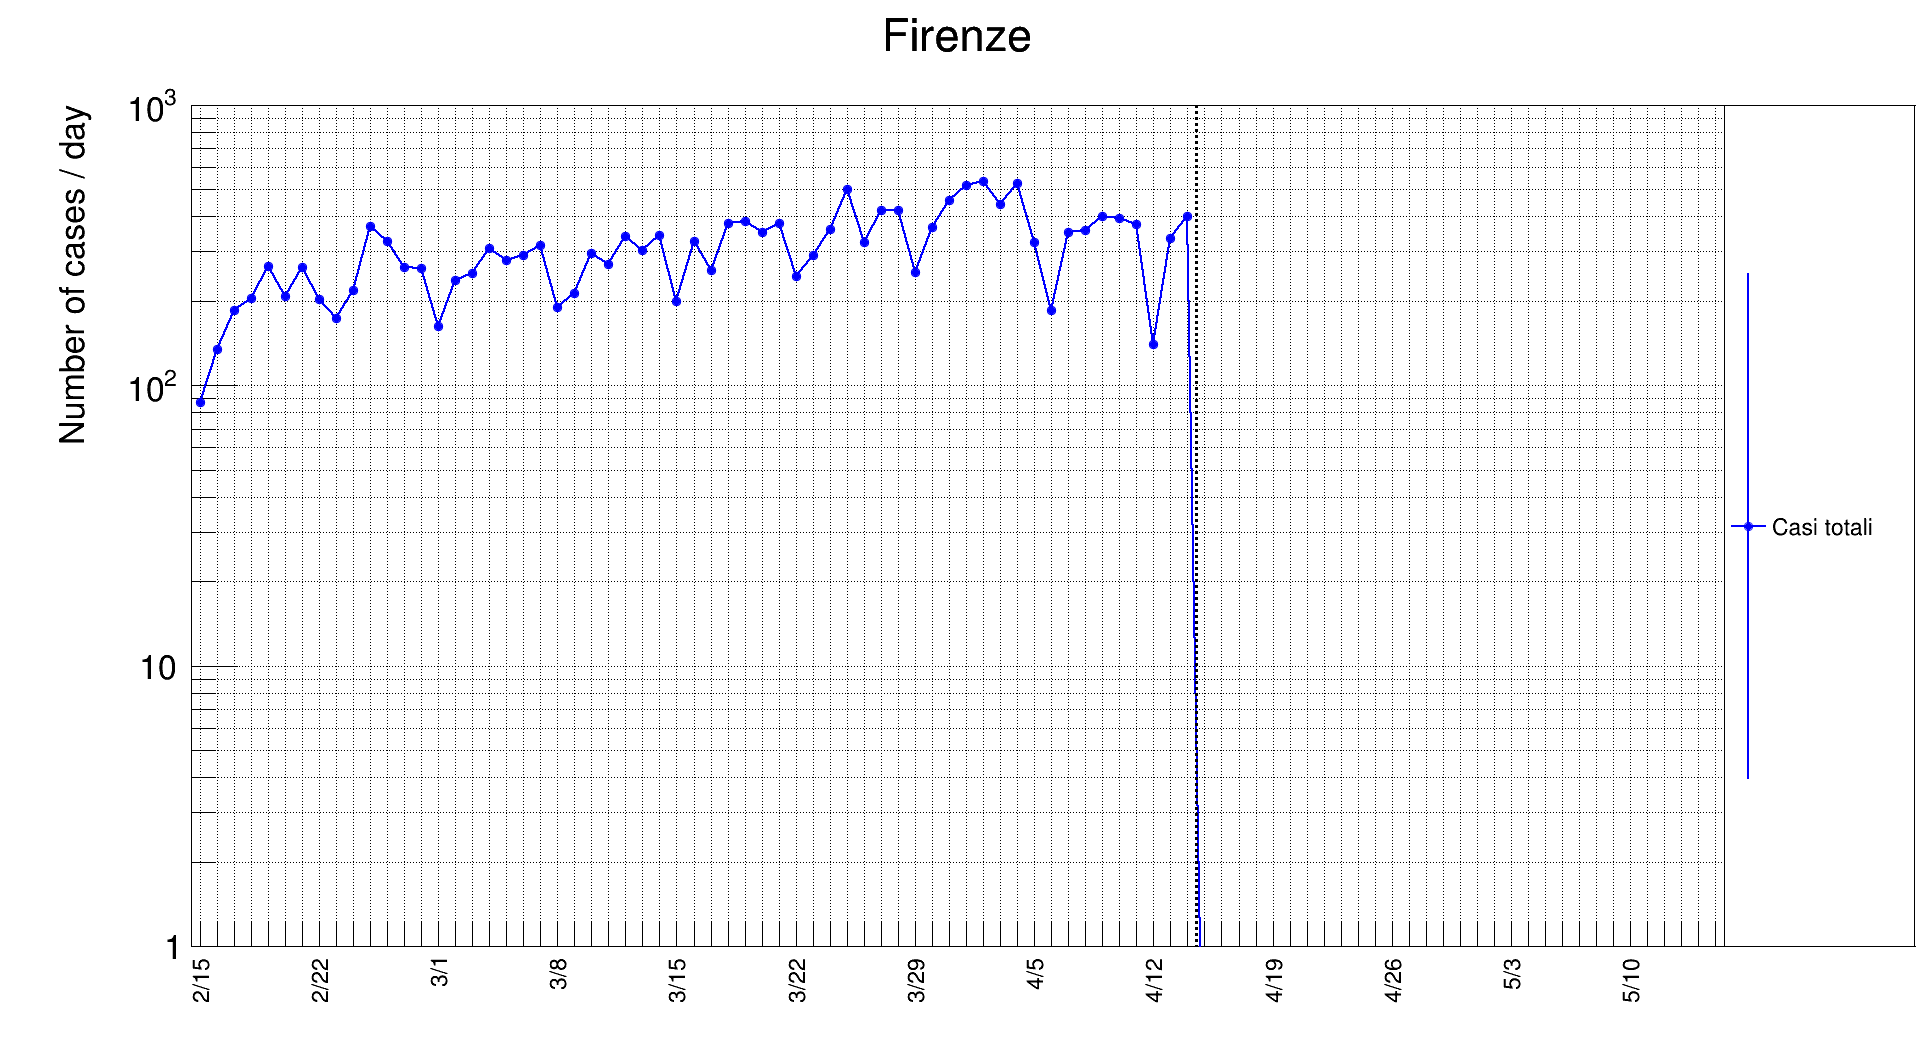 Firenze
Number of cases / day
10³
10²
10
1
2/15 2/22 3/1 3/8 3/15 3/22 3/29 4/5 4/12 4/19 4/26 5/3 5/10
Casi totali